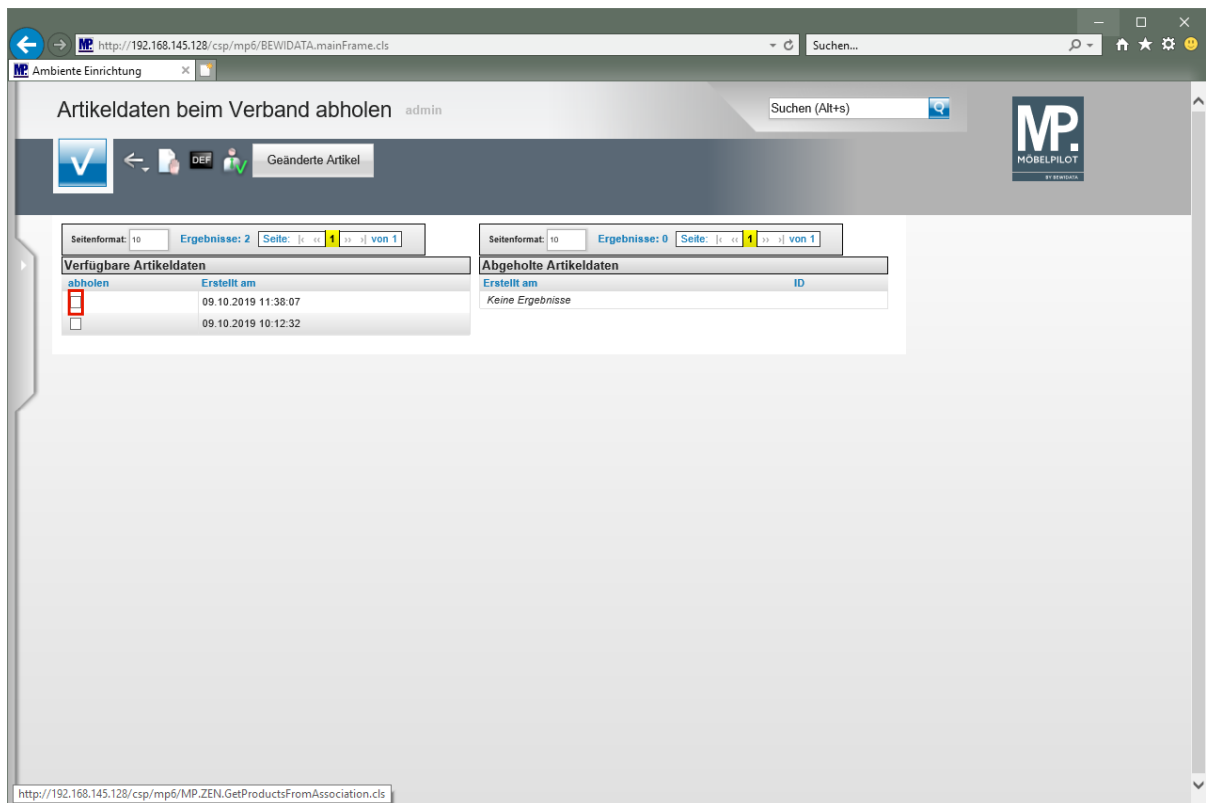 http://192.168.145.128/csp/mp6/BEWIDATA.mainFrame.cls
Suchen...
MP. Ambiente Einrichtung
Artikeldaten beim Verband abholen admin
Suchen (Alt+s)
MP.
MÖBELPILOT
BY BEWIDATA
DEF
Geänderte Artikel
Seitenformat: 10 Ergebnisse: 2 Seite: |‹ ‹‹ 1 ›› ›| von 1
Seitenformat: 10 Ergebnisse: 0 Seite: |‹ ‹‹ 1 ›› ›| von 1
Verfügbare Artikeldaten
abholen Erstellt am
09.10.2019 11:38:07
09.10.2019 10:12:32
Abgeholte Artikeldaten
Erstellt am ID
Keine Ergebnisse
http://192.168.145.128/csp/mp6/MP.ZEN.GetProductsFromAssociation.cls